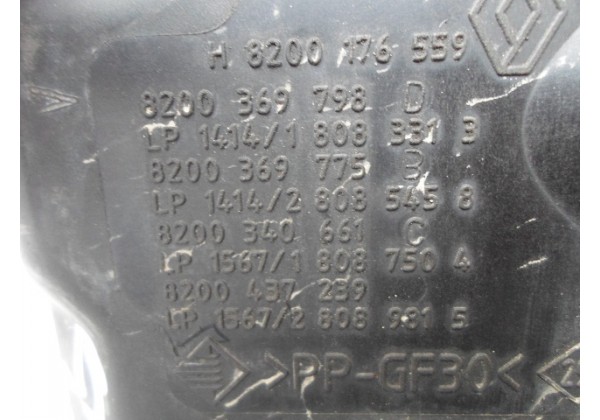 H 8200 176 559
8200 369 798 D
LP 1414/1 808 331 3
8200 369 775 B
LP 1414/2 808 545 8
8200 340 661 C
LP 1567/1 808 750 4
8200 437 239
LP 1567/2 808 981 5
>PP-GF30<